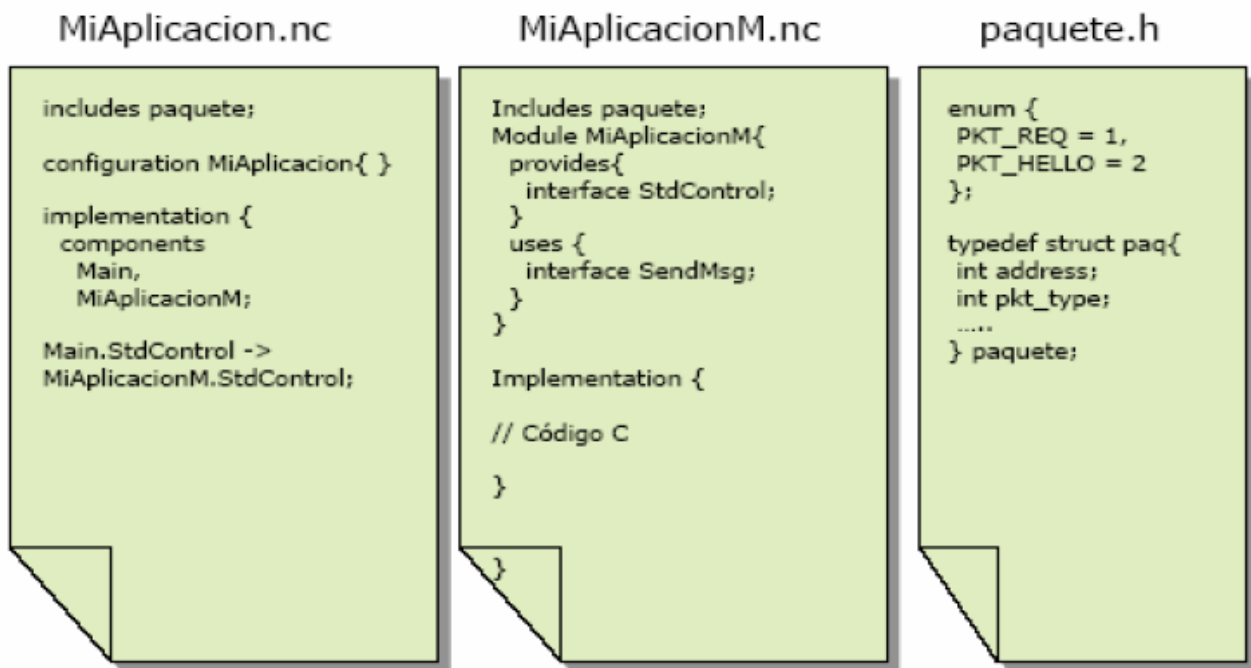 MiAplicacion.nc
includes paquete;
configuration MiAplicacion{ }
implementation {
components
Main,
MiAplicacionM;
Main.StdControl ->
MiAplicacionM.StdControl;
MiAplicacionM.nc
Includes paquete;
Module MiAplicacionM{
provides{
interface StdControl;
}
uses {
interface SendMsg;
}
}
Implementation {
// Código C
}
}
paquete.h
enum {
PKT_REQ = 1,
PKT_HELLO = 2
};
typedef struct paq{
int address;
int pkt_type;
.....
} paquete;